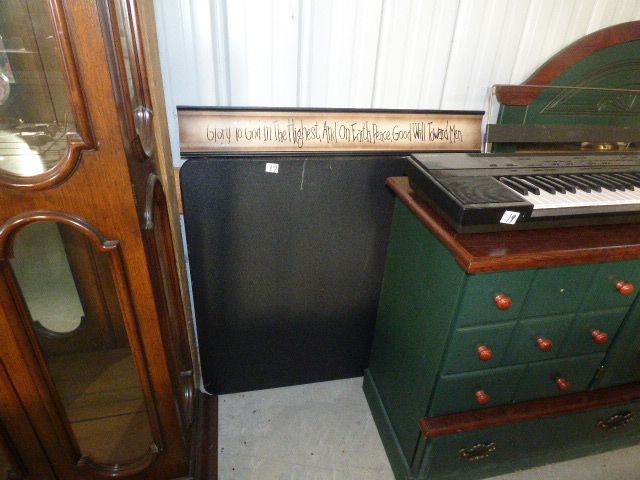 Glory To God In The Highest, And On Earth Peace, Good Will Toward Men